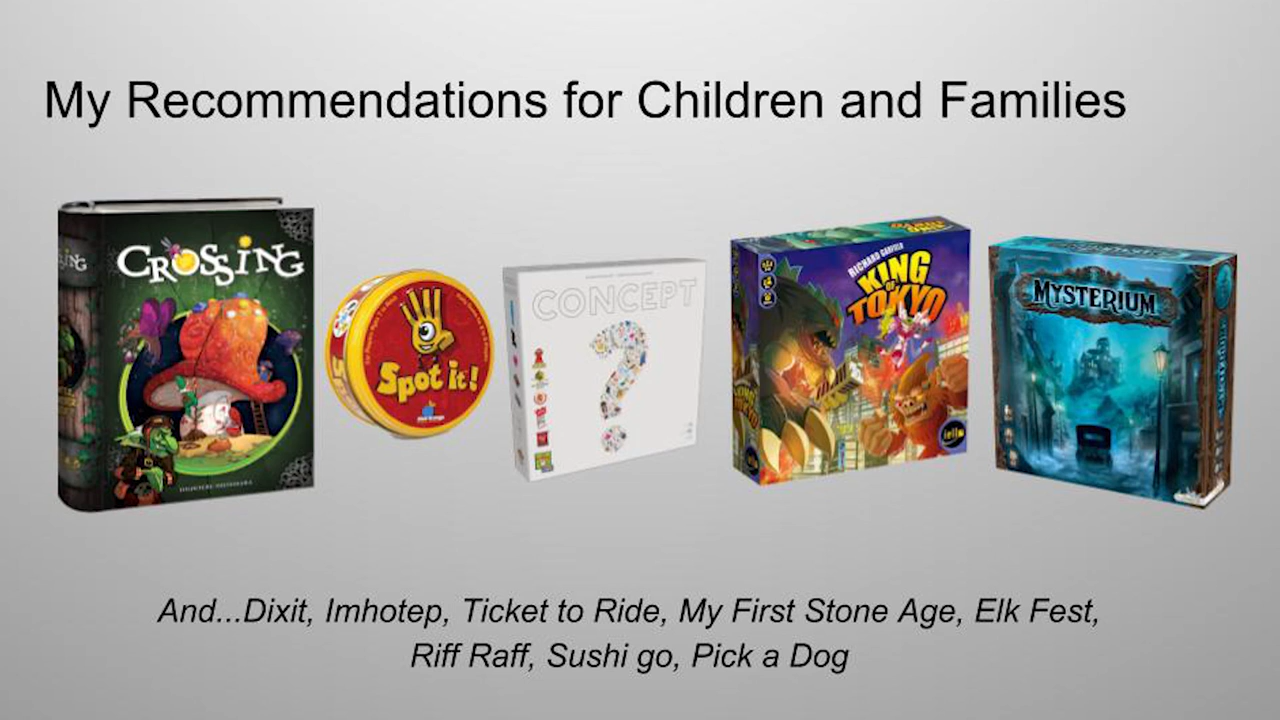 My Recommendations for Children and Families
CROSSING
Spot it!
CONCEPT
RICHARD GARFIELD
KING
OF
TOKYO
iello
MYSTERIUM
And...Dixit, Imhotep, Ticket to Ride, My First Stone Age, Elk Fest,
Riff Raff, Sushi go, Pick a Dog